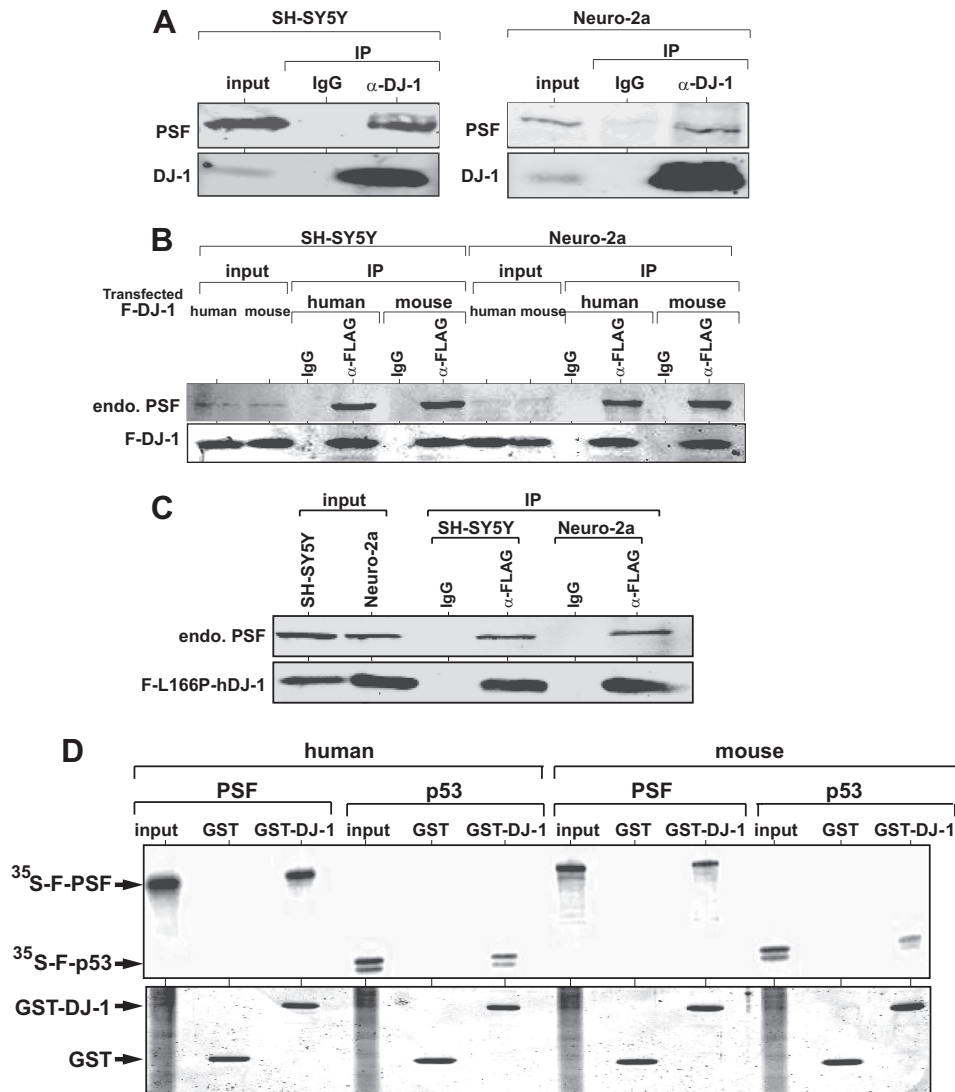 A
SH-SY5Y
IP
input IgG α-DJ-1
PSF
DJ-1
Neuro-2a
IP
input IgG α-DJ-1
PSF
DJ-1
B
SH-SY5Y Neuro-2a
input IP input IP
Transfected
F-DJ-1
human mouse human mouse human mouse human mouse
IgG α-FLAG IgG α-FLAG IgG α-FLAG IgG α-FLAG
endo. PSF
F-DJ-1
C
input IP
SH-SY5Y Neuro-2a SH-SY5Y Neuro-2a
IgG α-FLAG IgG α-FLAG
endo. PSF
F-L166P-hDJ-1
D
human mouse
PSF p53 PSF p53
input GST GST-DJ-1 input GST GST-DJ-1 input GST GST-DJ-1 input GST GST-DJ-1
35S-F-PSF
35S-F-p53
GST-DJ-1
GST